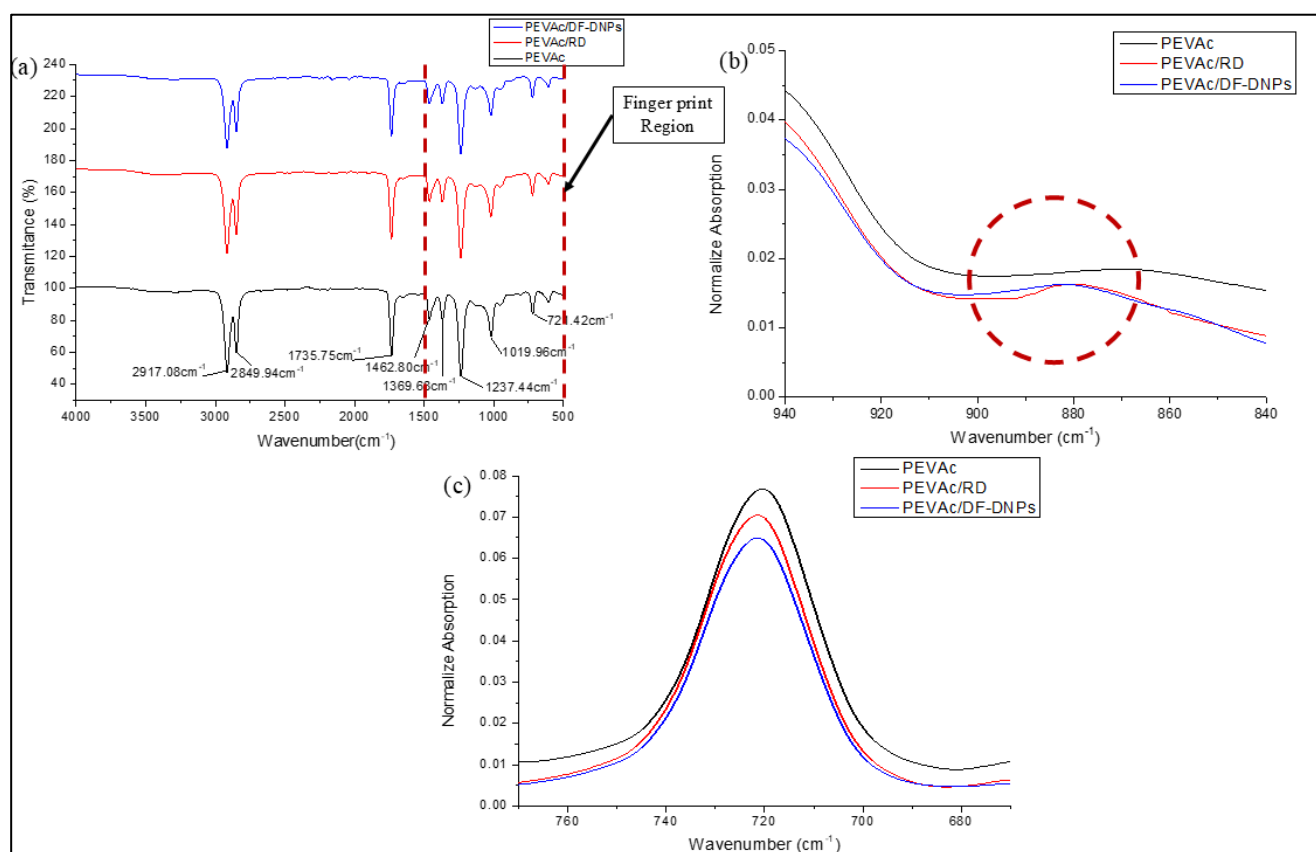 (a)
PEVAc/DF-DNPs
PEVAc/RD
PEVAc
240
220
200
180
160
140
120
100
80
60
40
Transmitance (%)
Finger print
Region
2917.08cm⁻¹
2849.94cm⁻¹
1735.75cm⁻¹
1462.80cm⁻¹
1369.68cm⁻¹
1237.44cm⁻¹
1019.96cm⁻¹
721.42cm⁻¹
4000 3500 3000 2500 2000 1500 1000 500
Wavenumber(cm⁻¹)
(b)
PEVAc
PEVAc/RD
PEVAc/DF-DNPs
0.05
0.04
0.03
0.02
0.01
0.00
Normalize Absorption
940 920 900 880 860 840
Wavenumber (cm⁻¹)
(c)
PEVAc
PEVAc/RD
PEVAc/DF-DNPs
0.08
0.07
0.06
0.05
0.04
0.03
0.02
0.01
0.00
Normalize Absorption
760 740 720 700 680
Wavenumber (cm⁻¹)